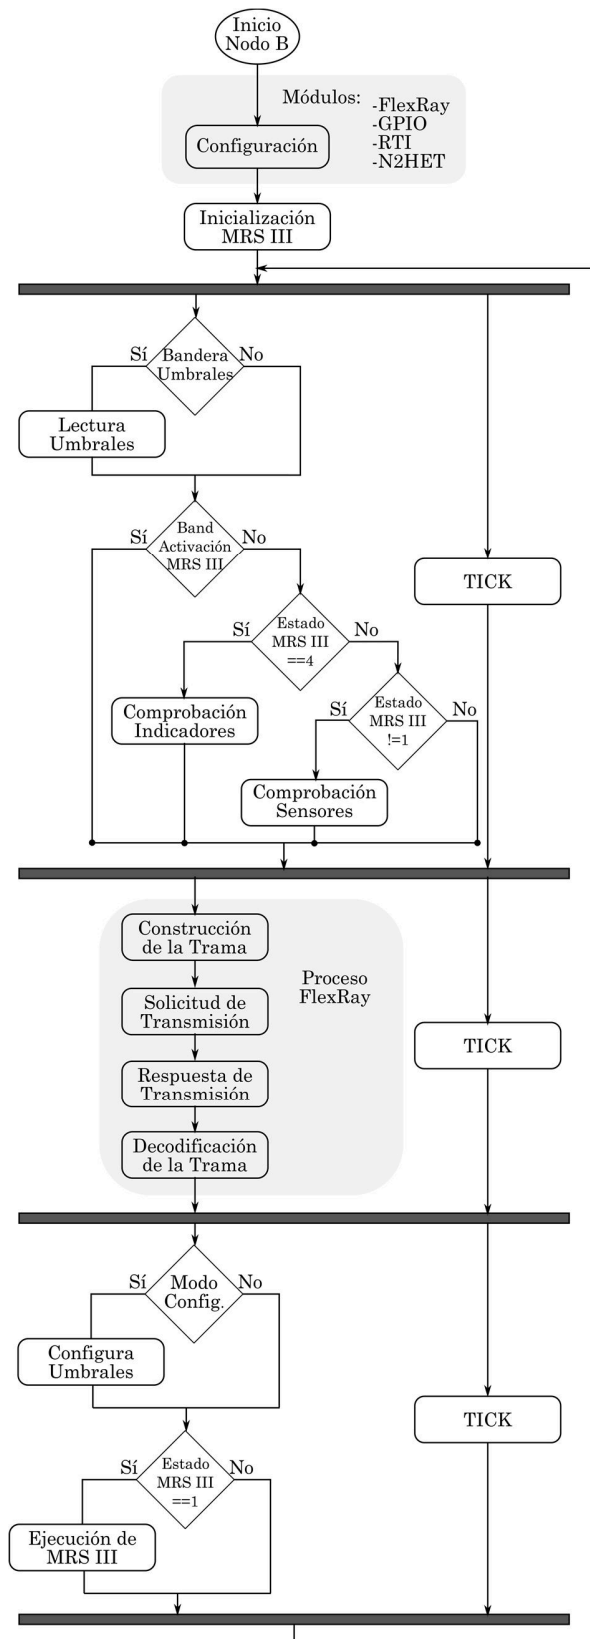 Inicio
Nodo B
Módulos:
-FlexRay
-GPIO
-RTI
-N2HET
Configuración
Inicialización
MRS III
Sí
Bandera
Umbrales
No
Lectura
Umbrales
Sí
Band
Activación
MRS III
No
TICK
Sí
Estado
MRS III
==4
No
Comprobación
Indicadores
Sí
Estado
MRS III
!=1
No
Comprobación
Sensores
Construcción
de la Trama
Proceso
FlexRay
Solicitud de
Transmisión
TICK
Respuesta de
Transmisión
Decodificación
de la Trama
Sí
Modo
Config.
No
Configura
Umbrales
TICK
Sí
Estado
MRS III
==1
No
Ejecución de
MRS III